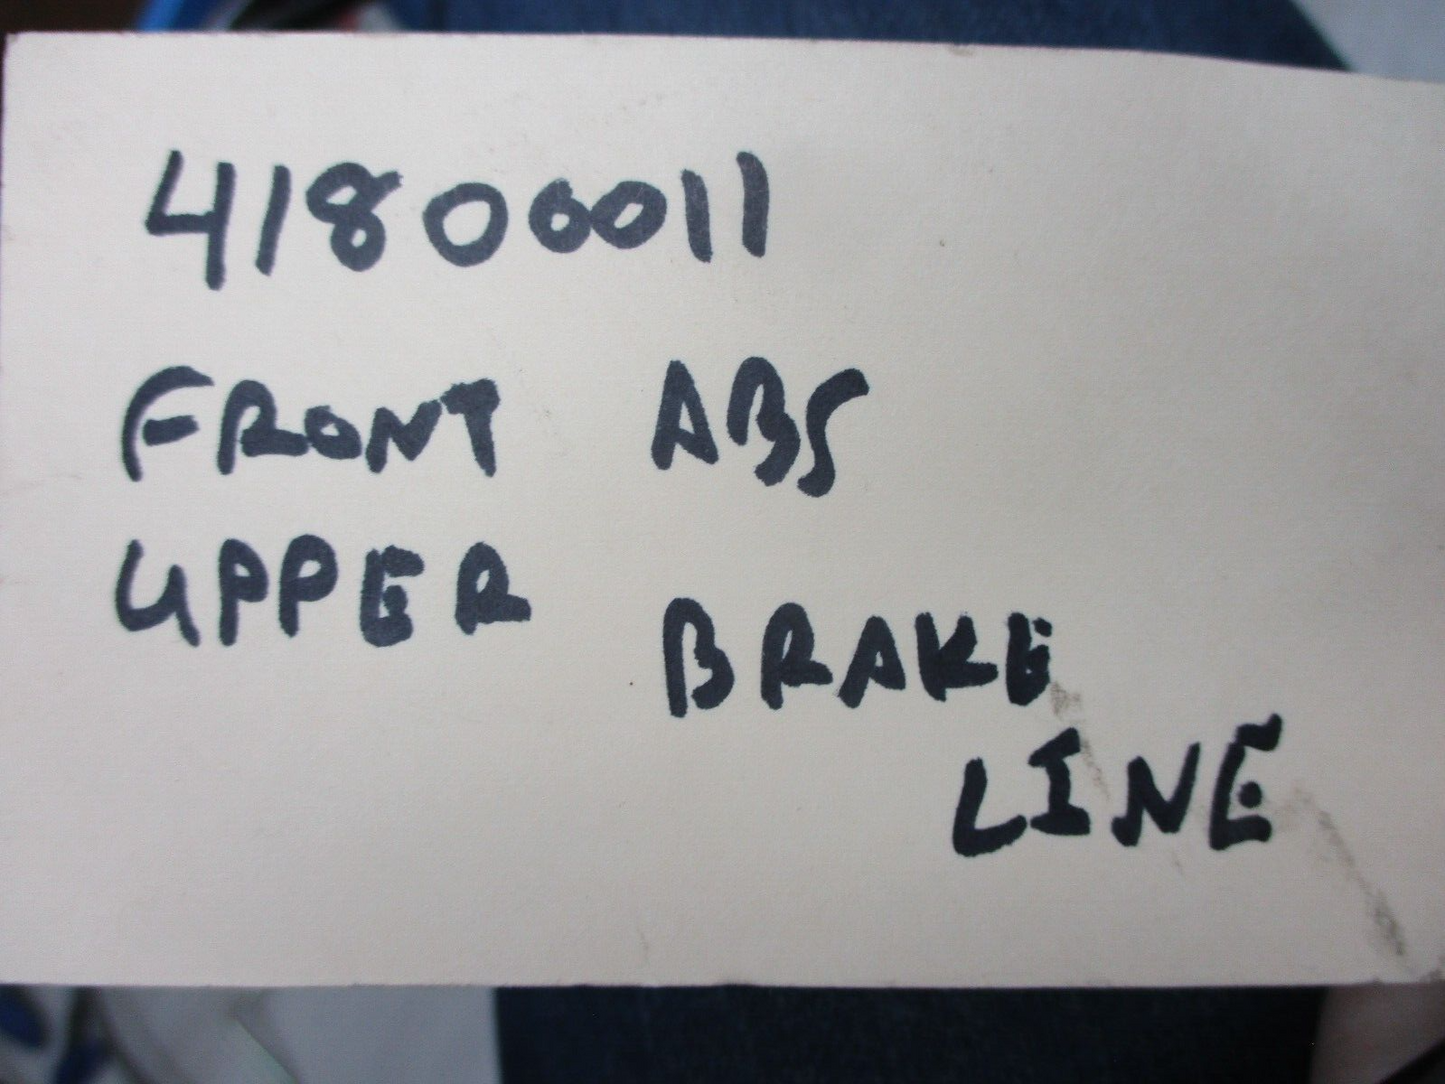 41800011
FRONT ABS
UPPER
BRAKE
LINE